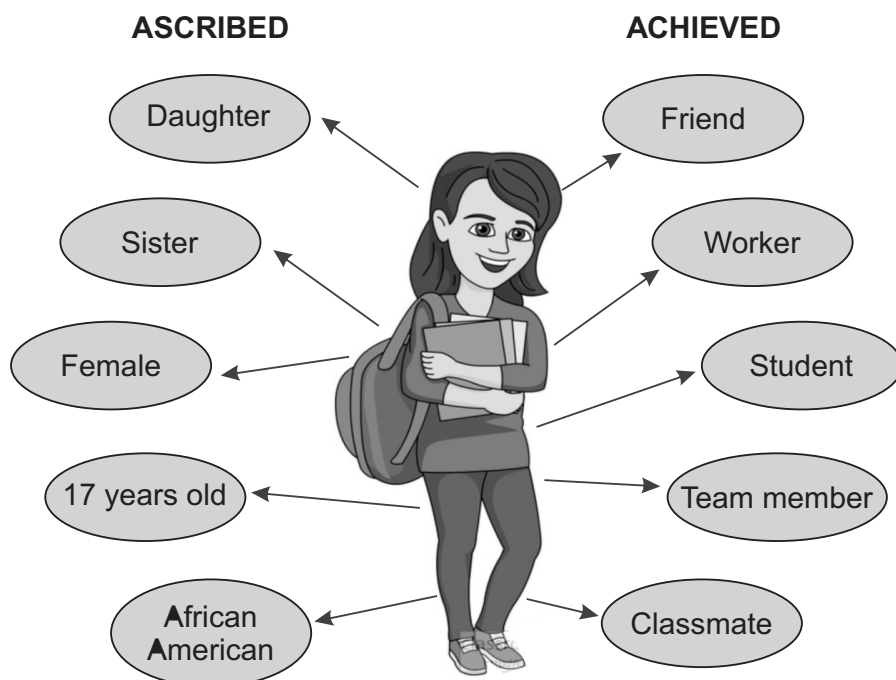 ASCRIBED
ACHIEVED
Daughter
Friend
Sister
Worker
Female
Student
17 years old
Team member
African
American
Classmate